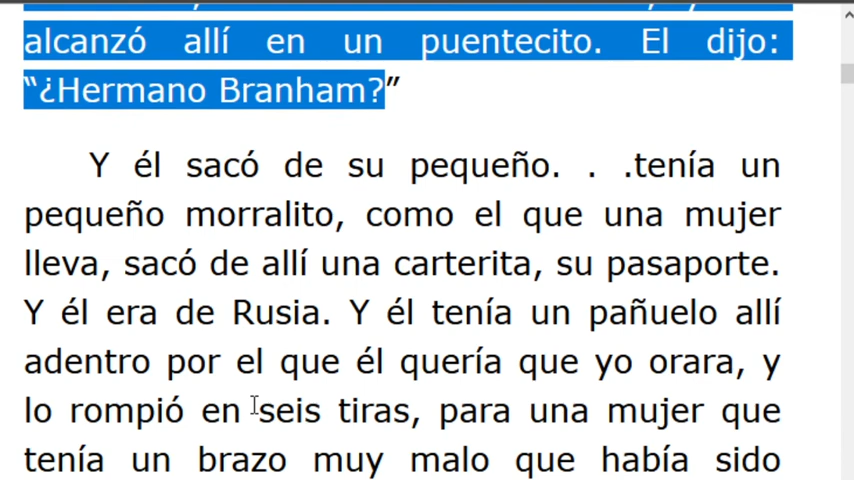 alcanzó allí en un puentecito. El dijo:
“¿Hermano Branham?”
Y él sacó de su pequeño. . .tenía un
pequeño morralito, como el que una mujer
lleva, sacó de allí una carterita, su pasaporte.
Y él era de Rusia. Y él tenía un pañuelo allí
adentro por el que él quería que yo orara, y
lo rompió en seis tiras, para una mujer que
tenía un brazo muy malo que había sido